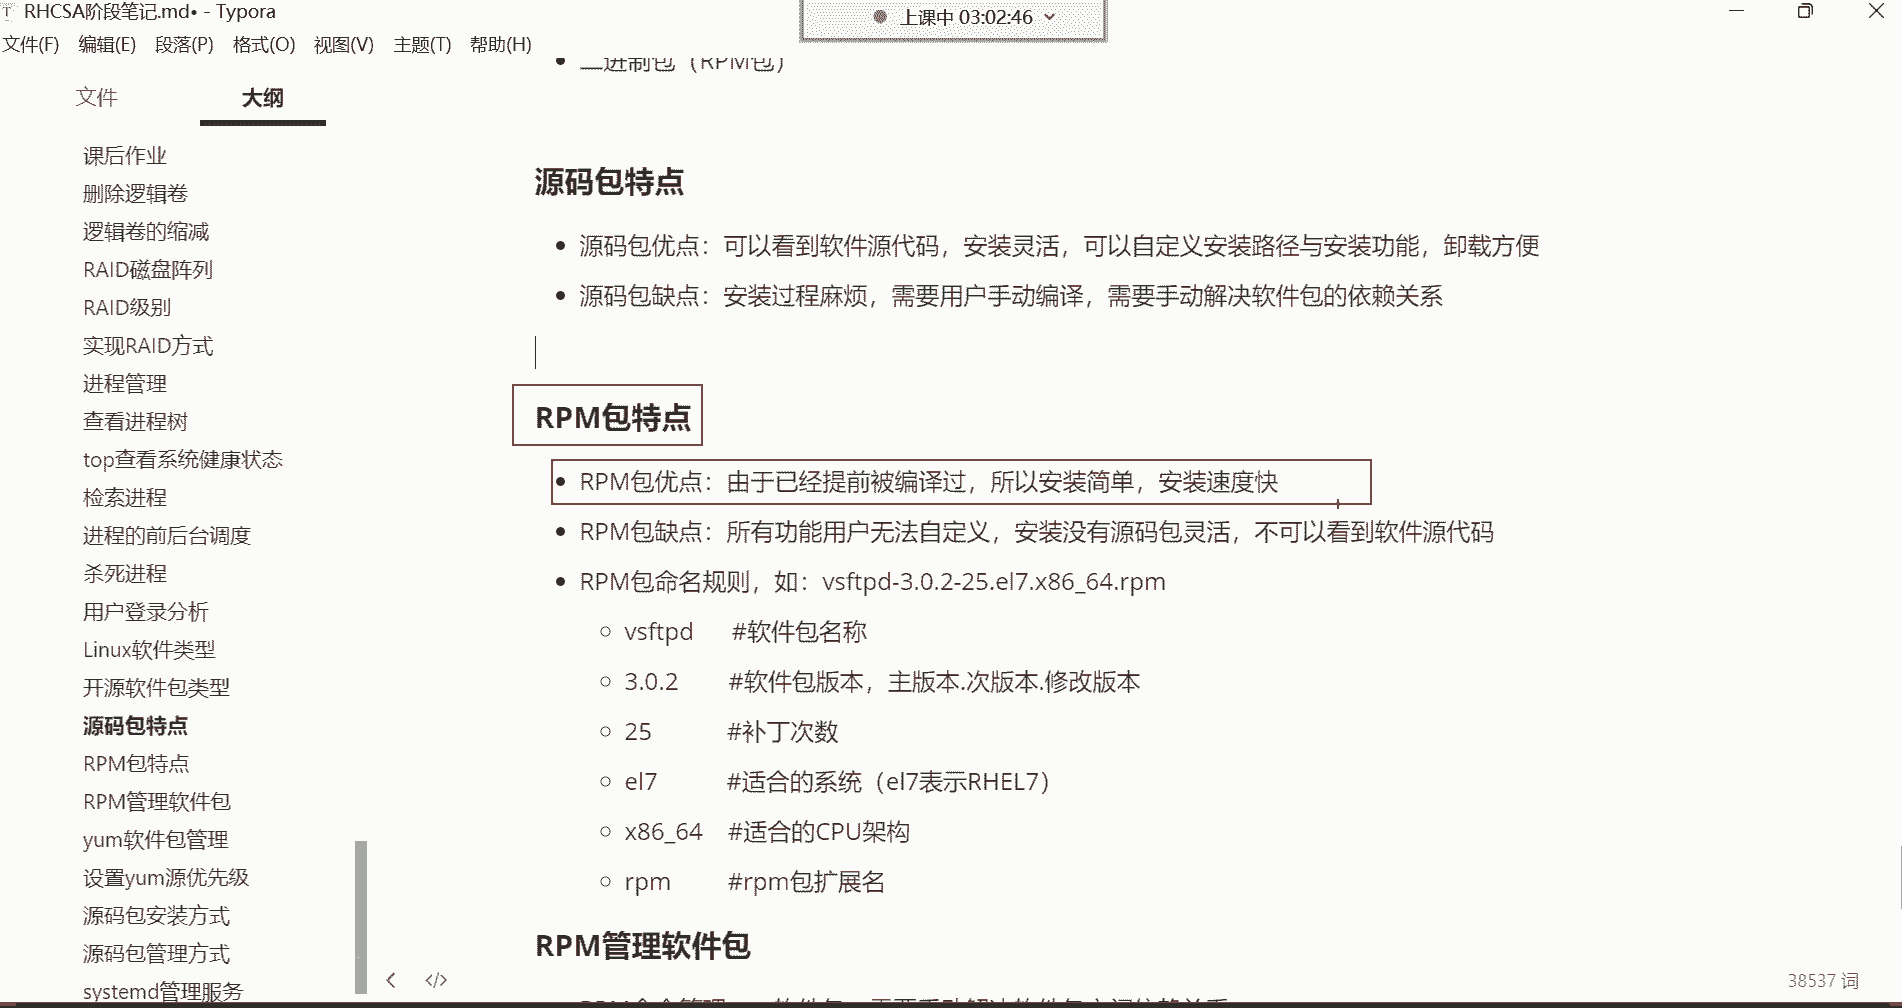 RHCSA阶段笔记.md• - Typora
上课中 03:02:46
文件(F) 编辑(E) 段落(P) 格式(O) 视图(V) 主题(T) 帮助(H)
文件 大纲
课后作业
删除逻辑卷
逻辑卷的缩减
RAID磁盘阵列
RAID级别
实现RAID方式
进程管理
查看进程树
top查看系统健康状态
检索进程
进程的前后台调度
杀死进程
用户登录分析
Linux软件类型
开源软件包类型
源码包特点
RPM包特点
RPM管理软件包
yum软件包管理
设置yum源优先级
源码包安装方式
源码包管理方式
systemd管理服务
二进制包（RPM包）
源码包特点
源码包优点：可以看到软件源代码，安装灵活，可以自定义安装路径与安装功能，卸载方便
源码包缺点：安装过程麻烦，需要用户手动编译，需要手动解决软件包的依赖关系
RPM包特点
RPM包优点：由于已经提前被编译过，所以安装简单，安装速度快
RPM包缺点：所有功能用户无法自定义，安装没有源码包灵活，不可以看到软件源代码
RPM包命名规则，如：vsftpd-3.0.2-25.el7.x86_64.rpm
vsftpd #软件包名称
3.0.2 #软件包版本，主版本.次版本.修改版本
25 #补丁次数
el7 #适合的系统（el7表示RHEL7）
x86_64 #适合的CPU架构
rpm #rpm包扩展名
RPM管理软件包
38537 词